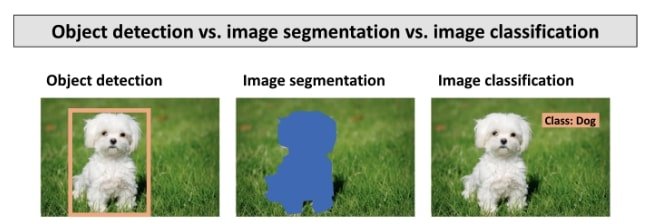 Object detection vs. image segmentation vs. image classification
Object detection
Image segmentation
Image classification
Class: Dog